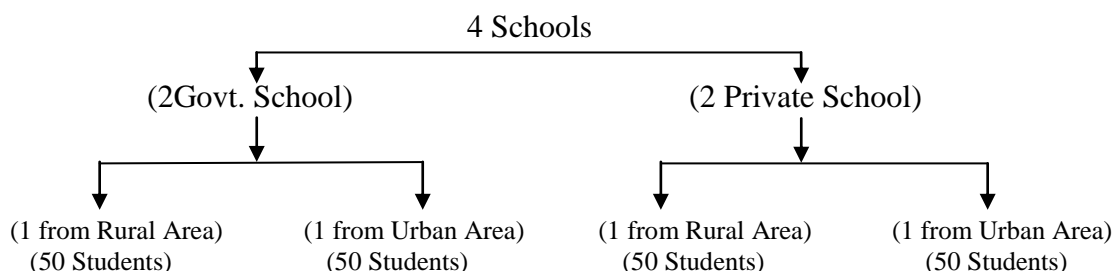 4 Schools
(2Govt. School)
(2 Private School)
(1 from Rural Area)
(50 Students)
(1 from Urban Area)
(50 Students)
(1 from Rural Area)
(50 Students)
(1 from Urban Area)
(50 Students)